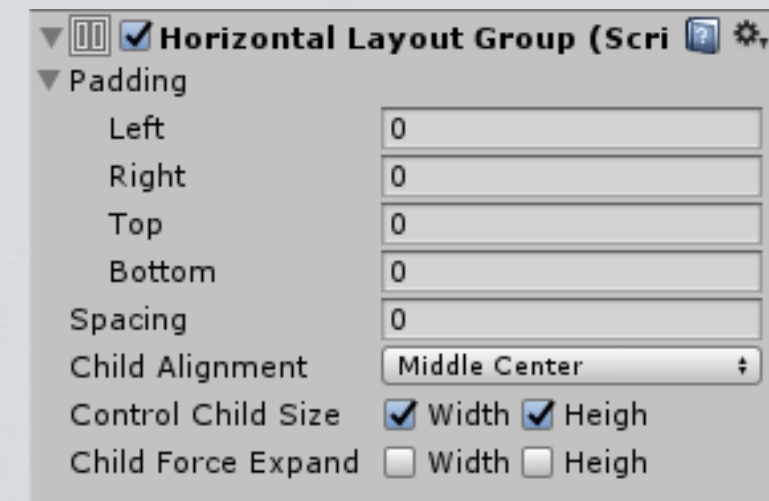 Horizontal Layout Group (Scri
Padding
Left 0
Right 0
Top 0
Bottom 0
Spacing 0
Child Alignment Middle Center
Control Child Size Width Heigh
Child Force Expand Width Heigh